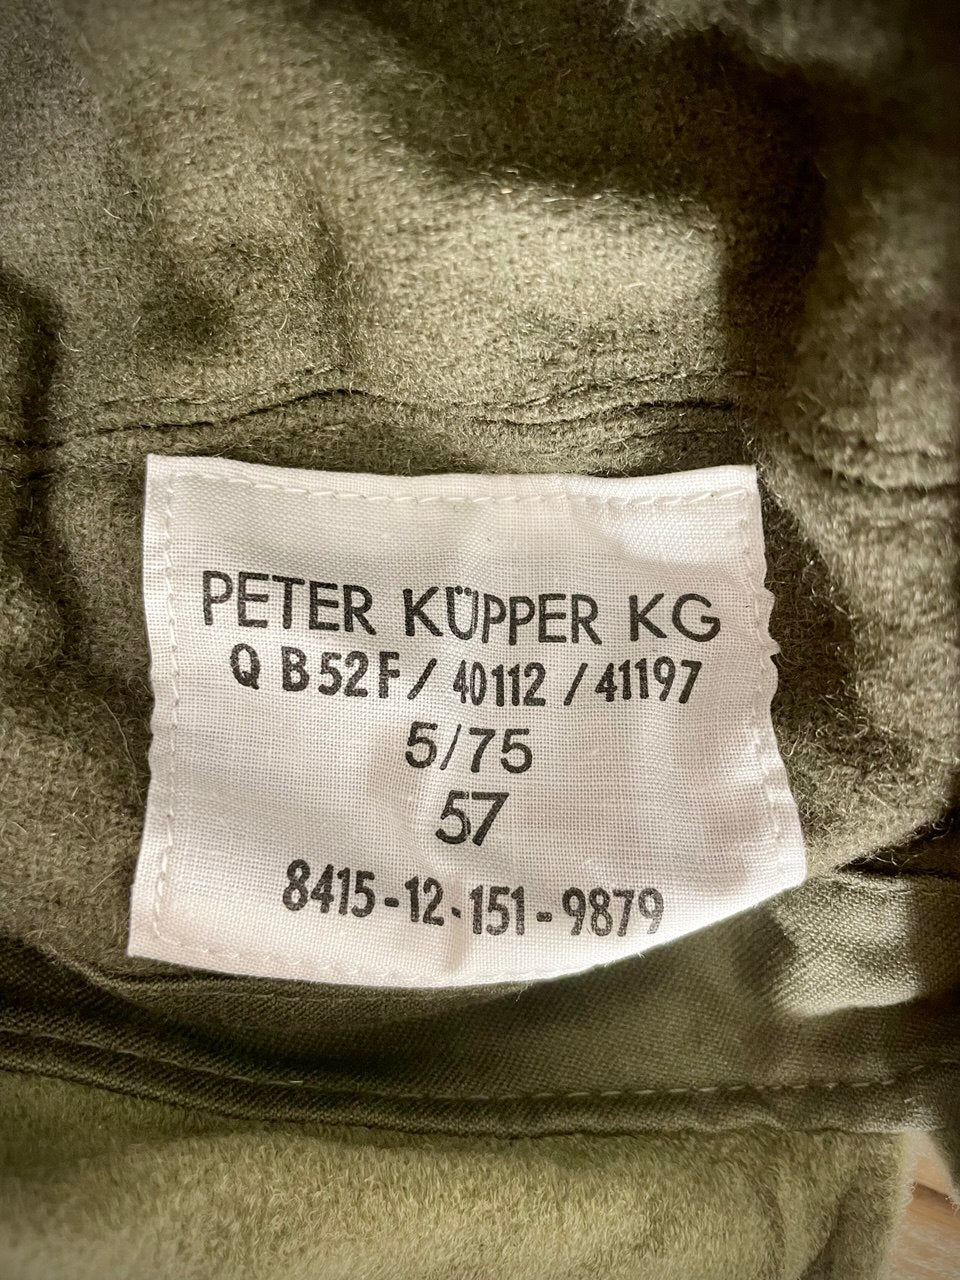 PETER KÜPPER KG
Q B52F / 40112 / 41197
5/75
57
8415-12-151-9879